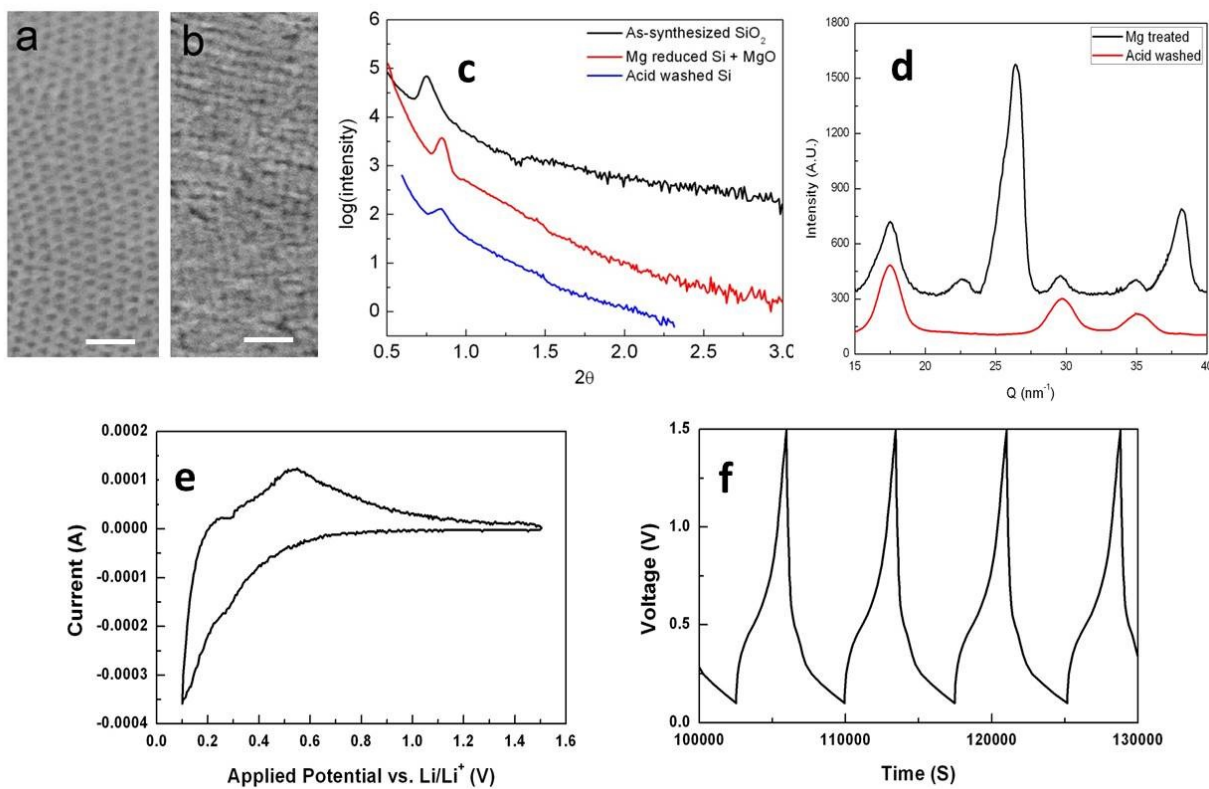 a
b
c
log(intensity)
6
5
4
3
2
1
0
As-synthesized SiO₂
Mg reduced Si + MgO
Acid washed Si
0.5 1.0 1.5 2.0 2.5 3.0
2θ
d
Intensity (A.U.)
1800
1500
1200
900
600
300
0
Mg treated
Acid washed
15 20 25 30 35 40
Q (nm⁻¹)
e
Current (A)
0.0002
0.0001
0.0000
-0.0001
-0.0002
-0.0003
-0.0004
0.0 0.2 0.4 0.6 0.8 1.0 1.2 1.4 1.6
Applied Potential vs. Li/Li⁺ (V)
f
Voltage (V)
1.5
1.0
0.5
0.0
100000 110000 120000 130000
Time (S)